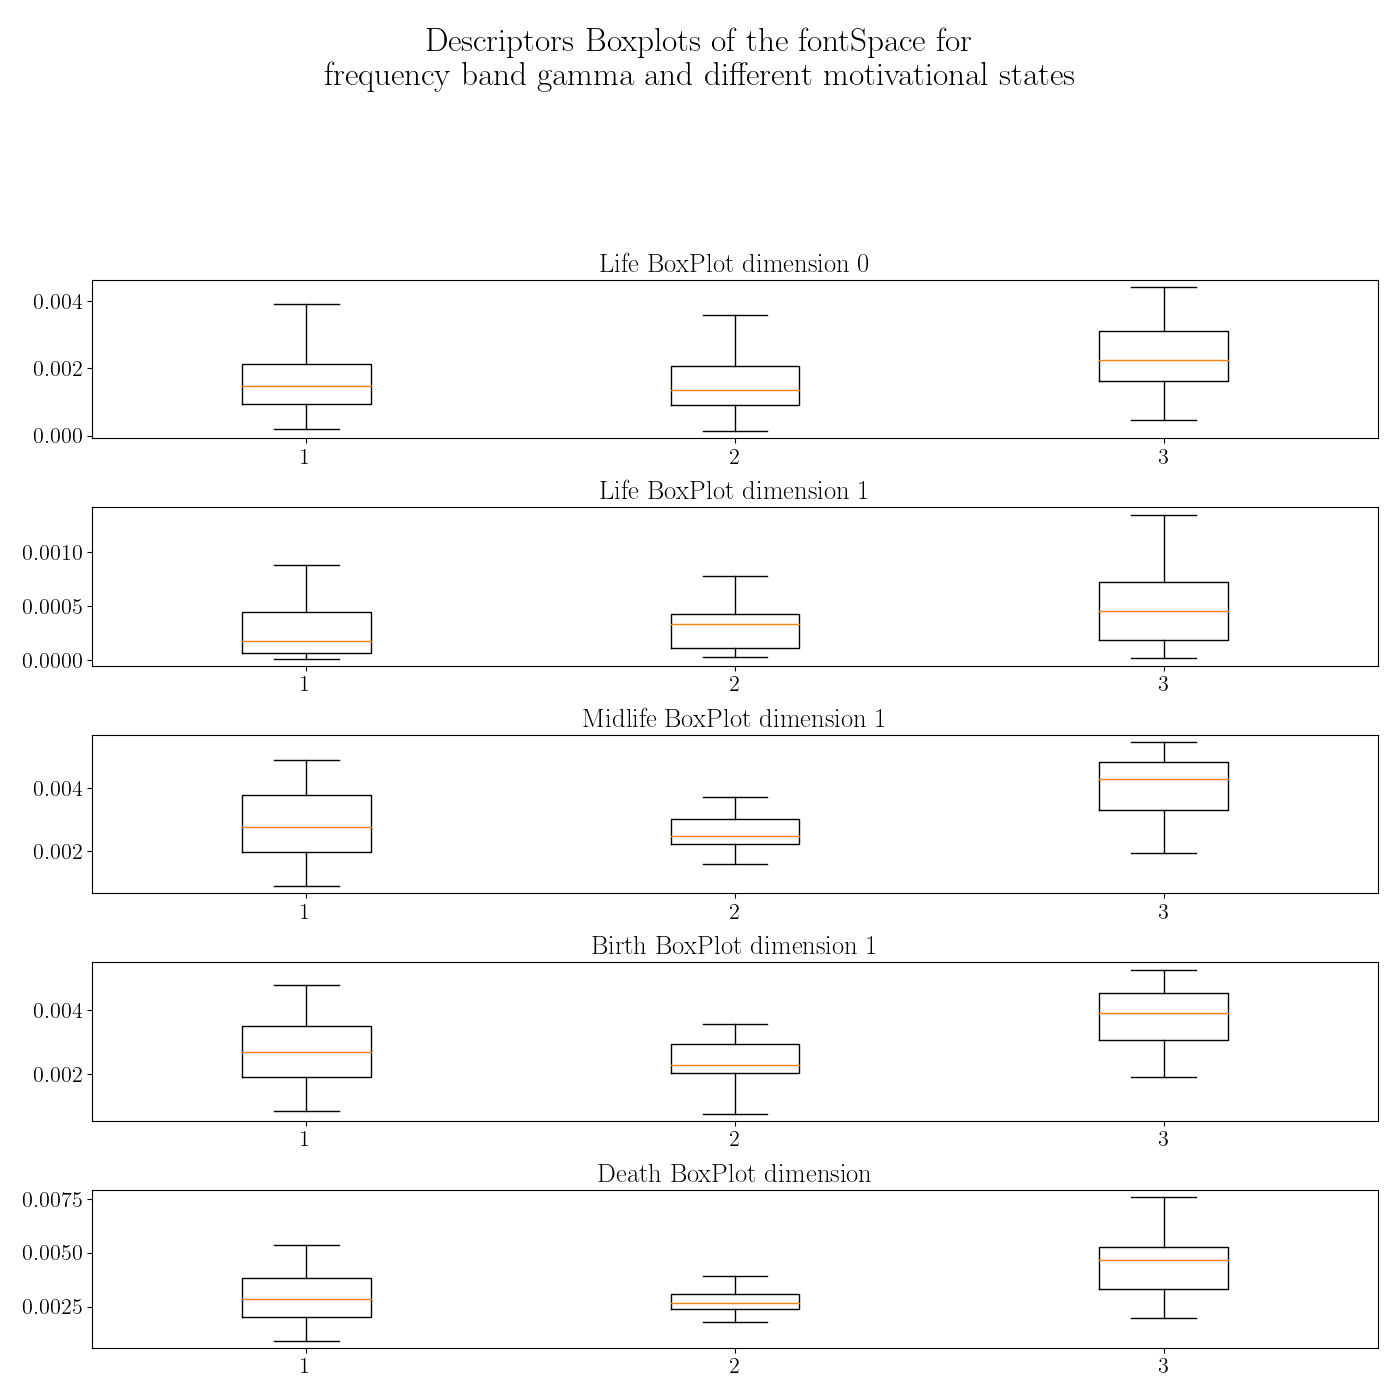 Descriptors Boxplots of the fontSpace for
frequency band gamma and different motivational states
Life BoxPlot dimension 0
0.004
0.002
0.000
1 2 3
Life BoxPlot dimension 1
0.0010
0.0005
0.0000
1 2 3
Midlife BoxPlot dimension 1
0.004
0.002
1 2 3
Birth BoxPlot dimension 1
0.004
0.002
1 2 3
Death BoxPlot dimension
0.0075
0.0050
0.0025
1 2 3